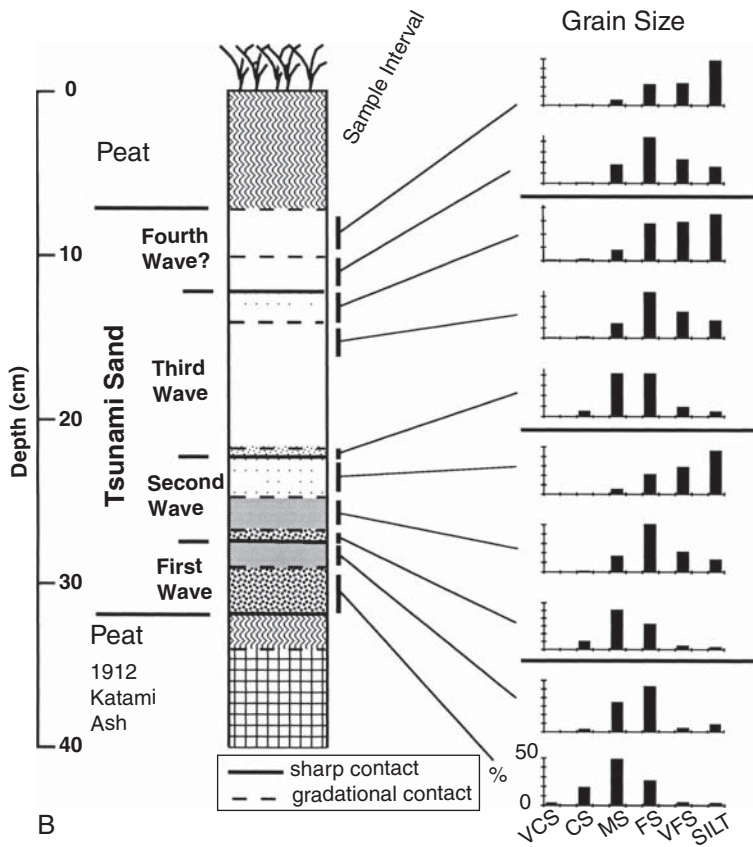 Grain Size
Sample Interval
0
Peat
Fourth
Wave?
10
Tsunami Sand
Third
Wave
Depth (cm)
20
Second
Wave
First
Wave
30
Peat
1912
Katami
Ash
40
sharp contact
gradational contact
%
50
0
VCS
CS
MS
FS
VFS
SILT
B